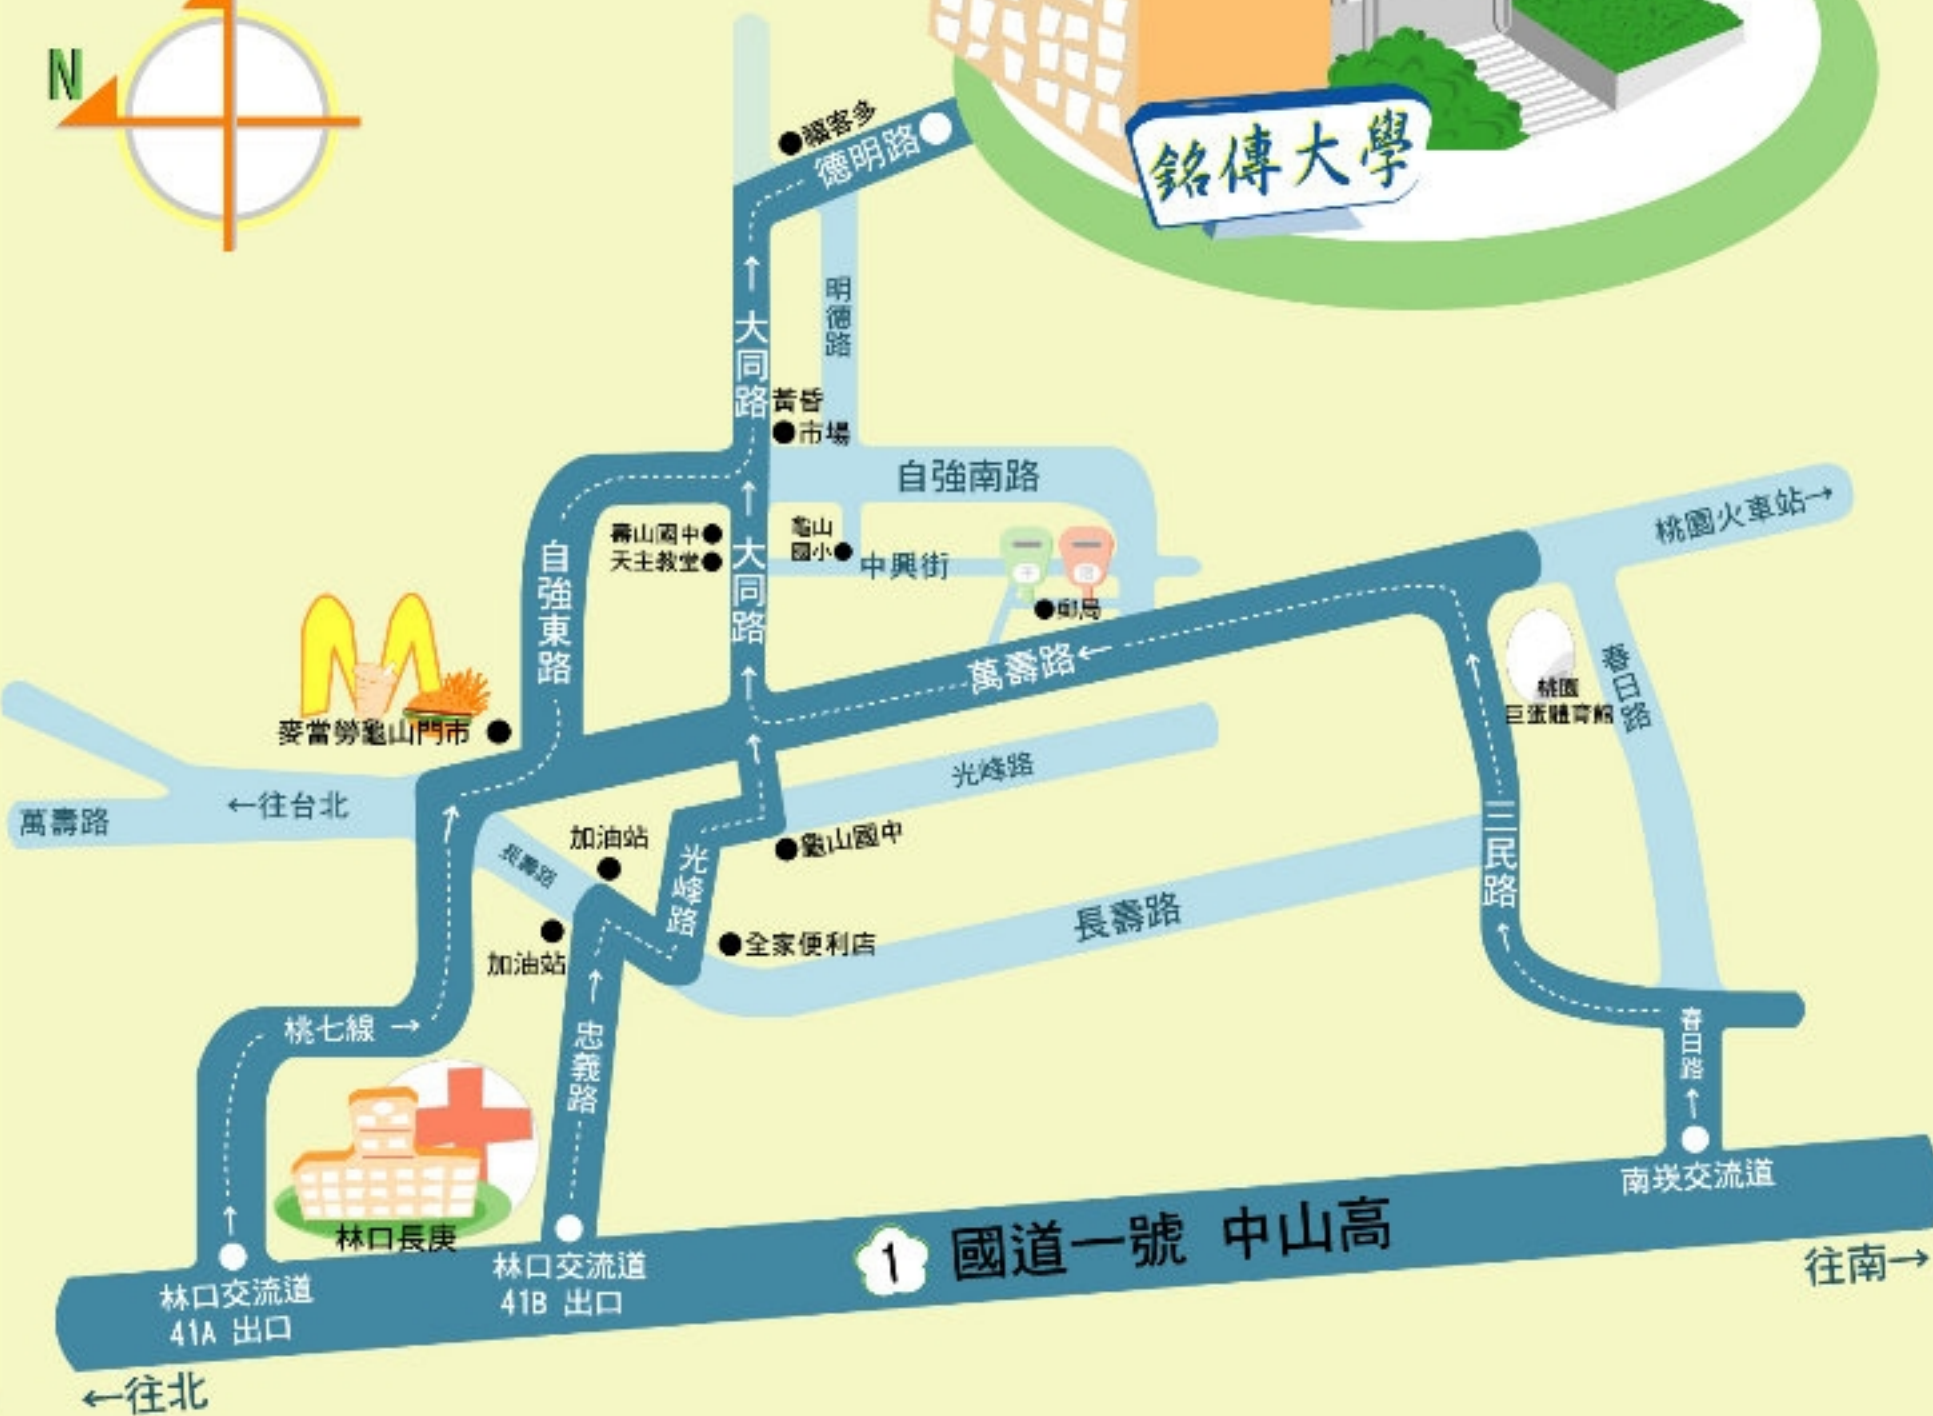 N
福客多
德明路
銘傳大學
明德路
大同路
黃昏
市場
自強南路
桃園火車站→
壽山國中
天主教堂
龜山
國小
中興街
大同路
自強東路
郵局
萬壽路←
春日路
桃園
巨蛋體育館
麥當勞龜山門市
光峰路
←往台北
萬壽路
加油站
長壽路
龜山國中
光峰路
三民路
長壽路
全家便利店
加油站
桃七線→
忠義路
春日路
林口長庚
南崁交流道
1 國道一號 中山高
林口交流道
41B 出口
林口交流道
41A 出口
往南→
←往北